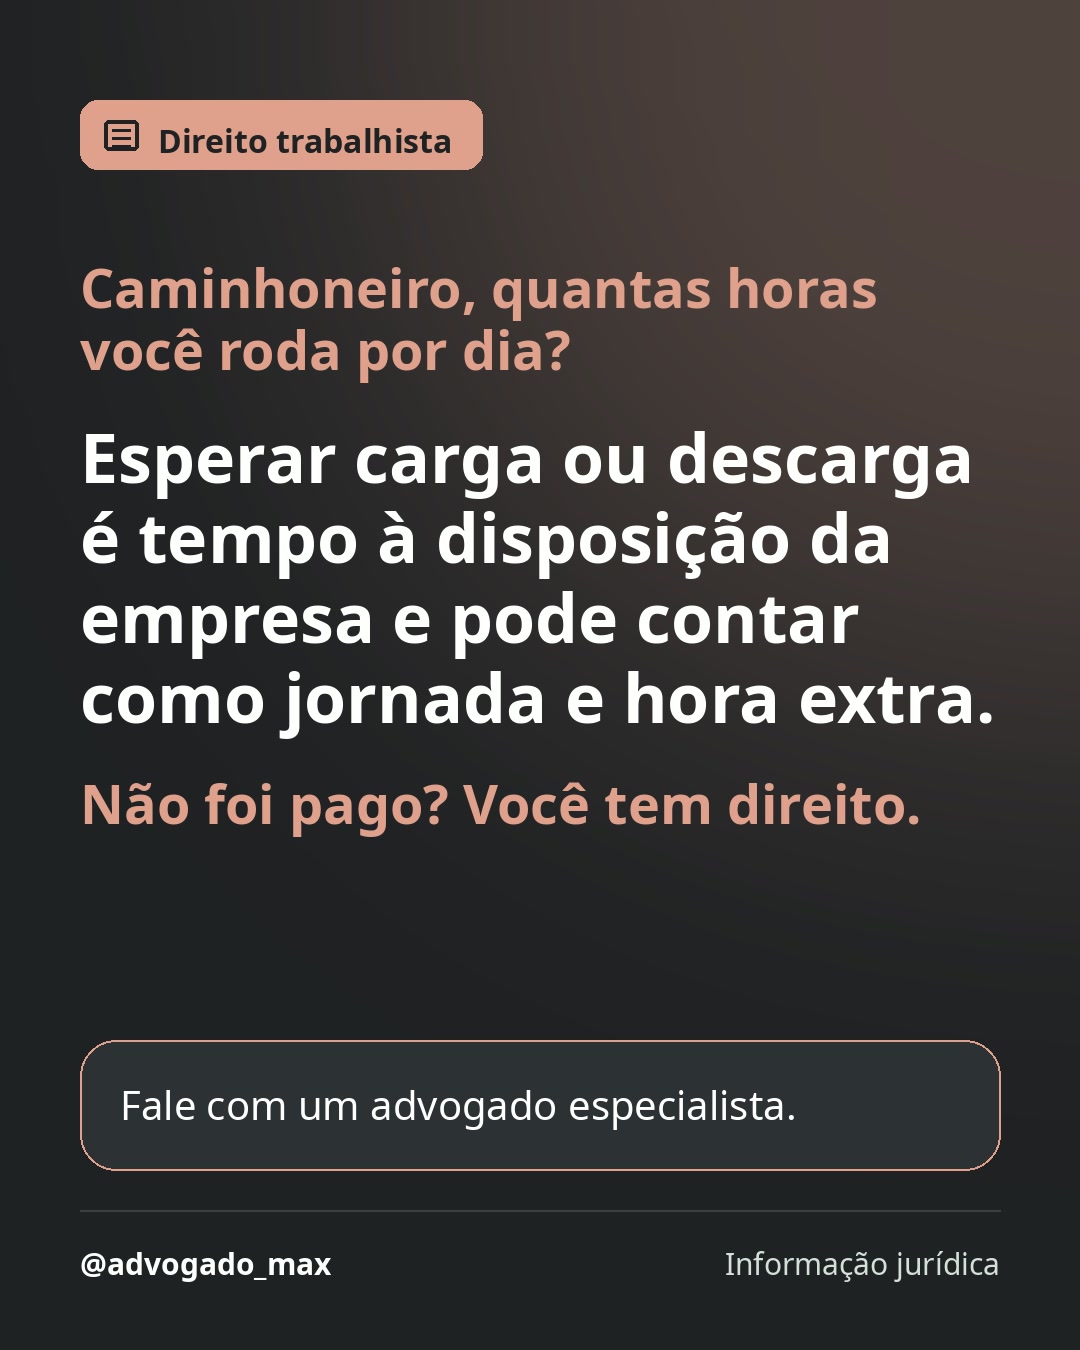 Direito trabalhista
Caminhoneiro, quantas horas
você roda por dia?
Esperar carga ou descarga
é tempo à disposição da
empresa e pode contar
como jornada e hora extra.
Não foi pago? Você tem direito.
Fale com um advogado especialista.
@advogado_max
Informação jurídica